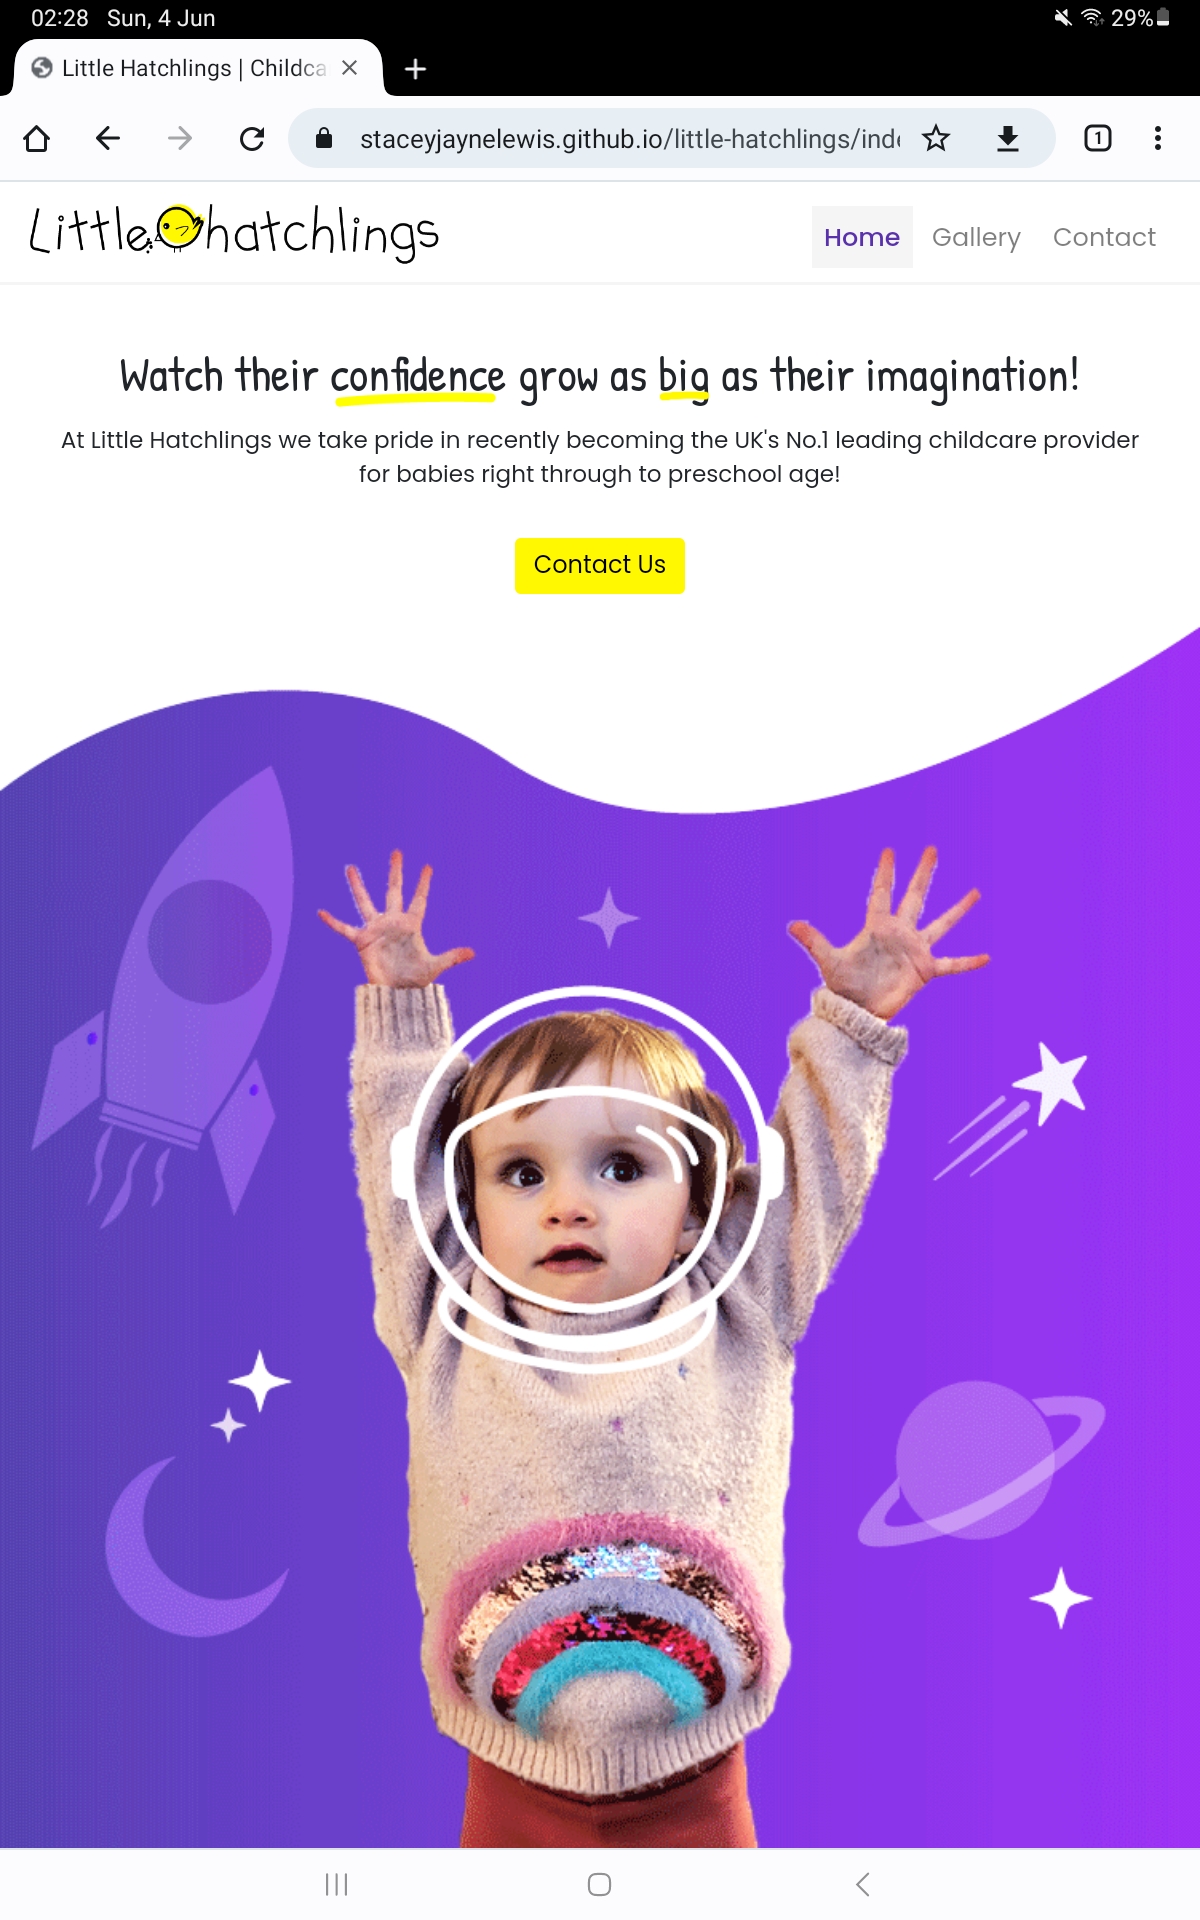 02:28 Sun, 4 Jun 29%
Little Hatchlings | Childca
staceyjaynelewis.github.io/little-hatchlings/inde
1
Little hatchlings
Home Gallery Contact
Watch their confidence grow as big as their imagination!
At Little Hatchlings we take pride in recently becoming the UK's No.1 leading childcare provider
for babies right through to preschool age!
Contact Us